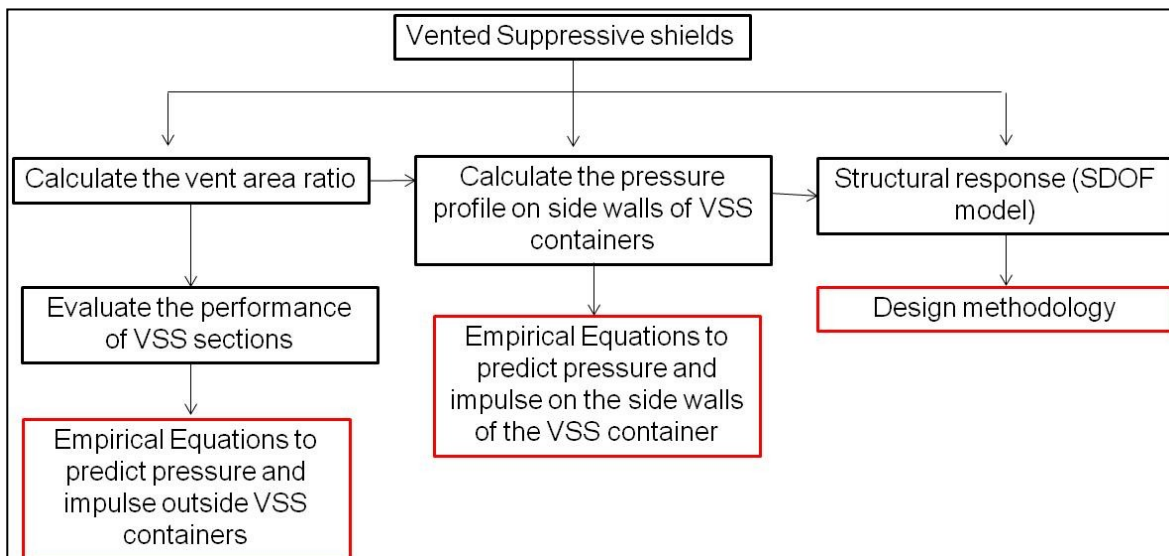 Vented Suppressive shields
Calculate the vent area ratio
Calculate the pressure
profile on side walls of VSS
containers
Structural response (SDOF
model)
Evaluate the performance
of VSS sections
Design methodology
Empirical Equations to
predict pressure and
impulse on the side walls
of the VSS container
Empirical Equations to
predict pressure and
impulse outside VSS
containers